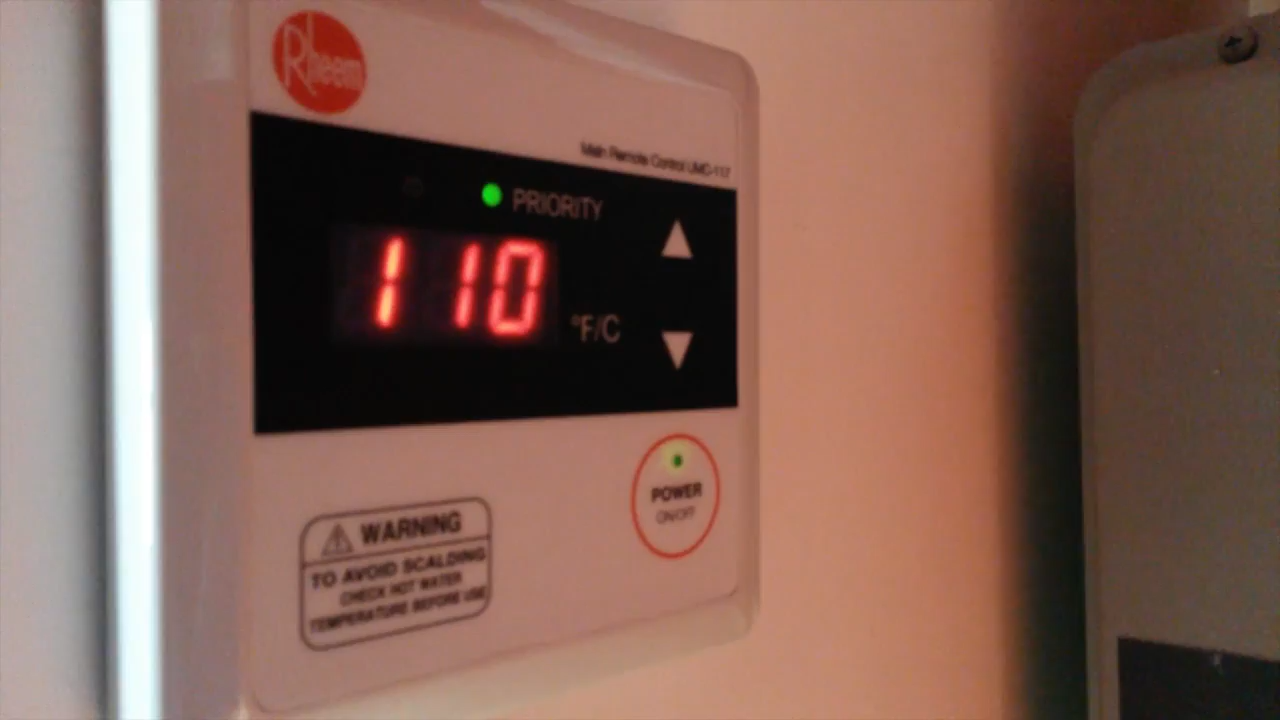 Rheem
Main Remote Control UMC-117
PRIORITY
110
°F/C
POWER
ON/OFF
WARNING
TO AVOID SCALDING
CHECK HOT WATER
TEMPERATURE BEFORE USE